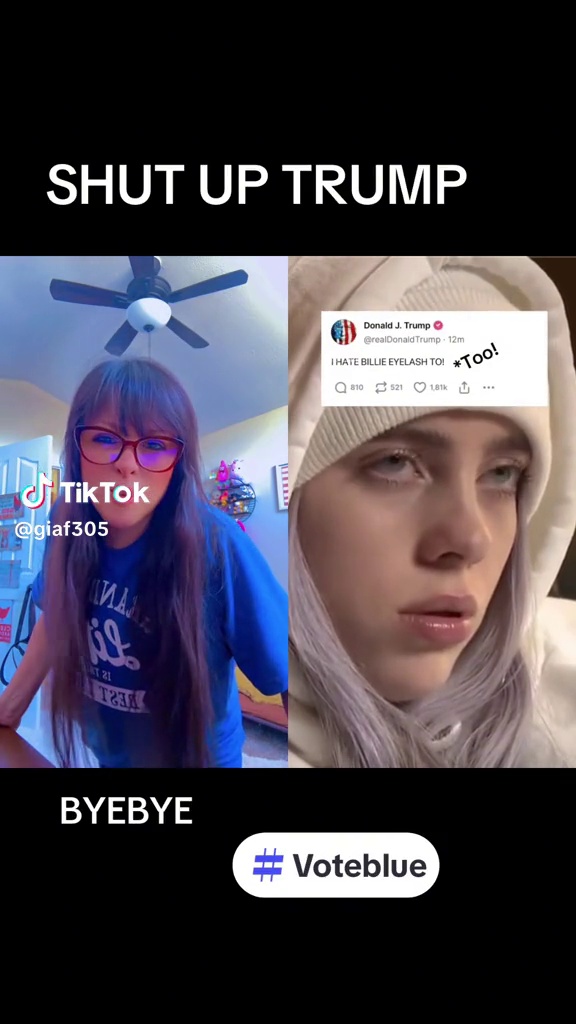 SHUT UP TRUMP
Donald J. Trump
@realDonaldTrump · 12m
I HATE BILLIE EYELASH TO! *Too!
810 521 1,81k
TikTok
@giaf305
BYEBYE
# Voteblue